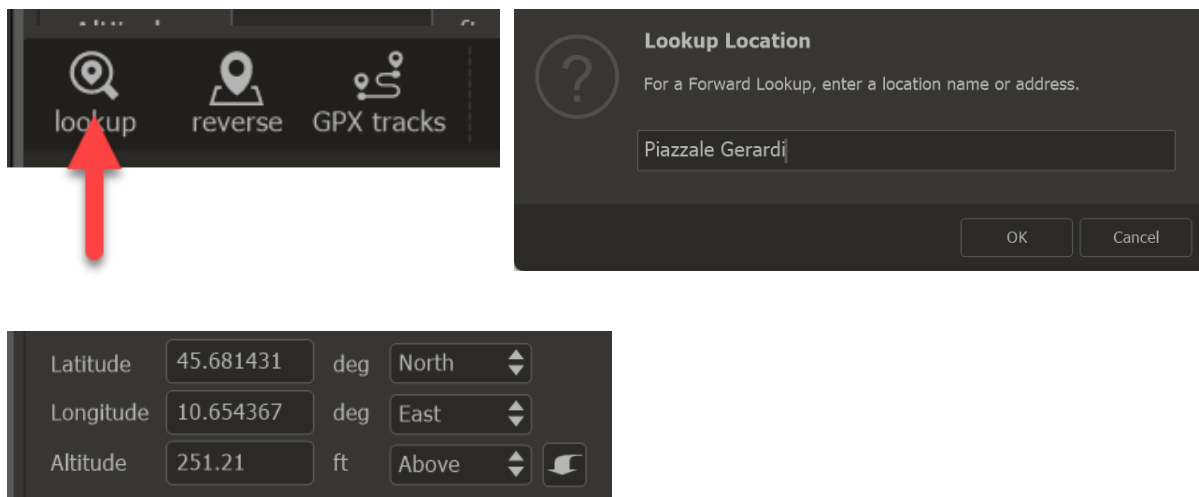 lookup
reverse
GPX tracks
Lookup Location
For a Forward Lookup, enter a location name or address.
Piazzale Gerardi
OK
Cancel
Latitude 45.681431 deg North
Longitude 10.654367 deg East
Altitude 251.21 ft Above